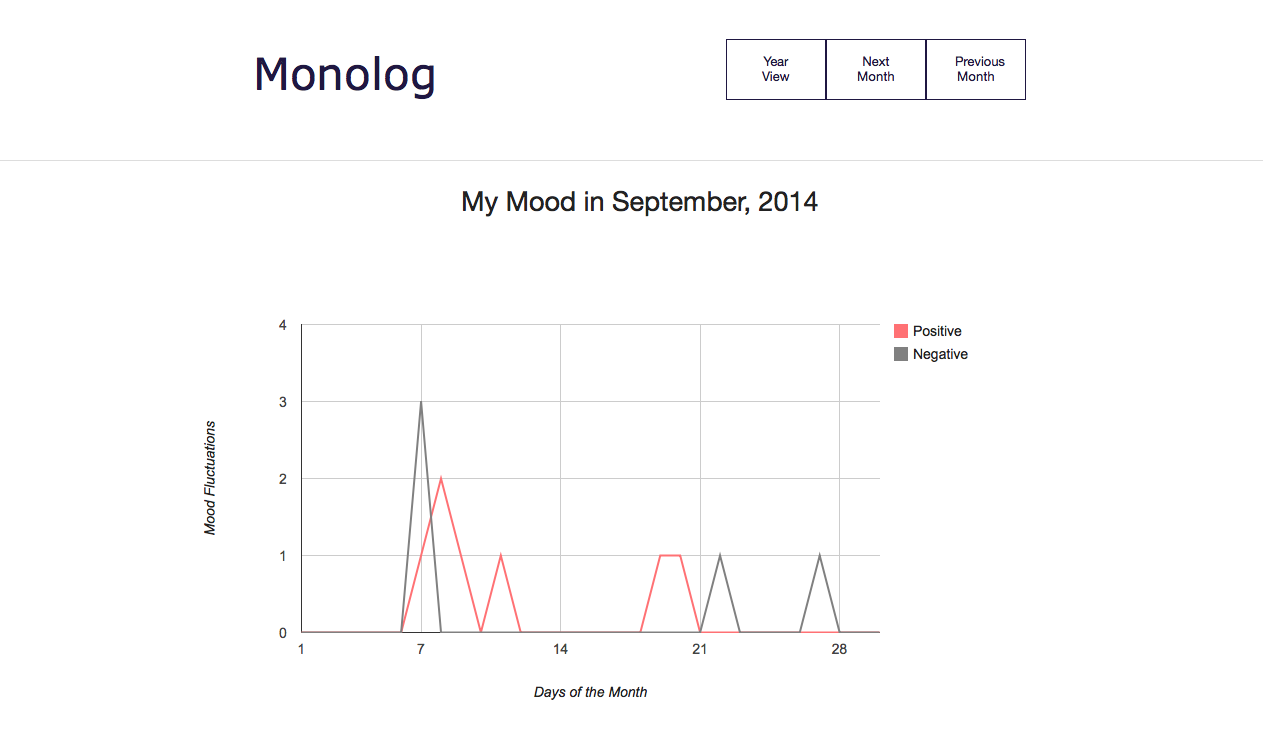 Monolog
Year
View
Next
Month
Previous
Month
My Mood in September, 2014
4
3
2
1
0
Mood Fluctuations
Positive
Negative
1 7 14 21 28
Days of the Month